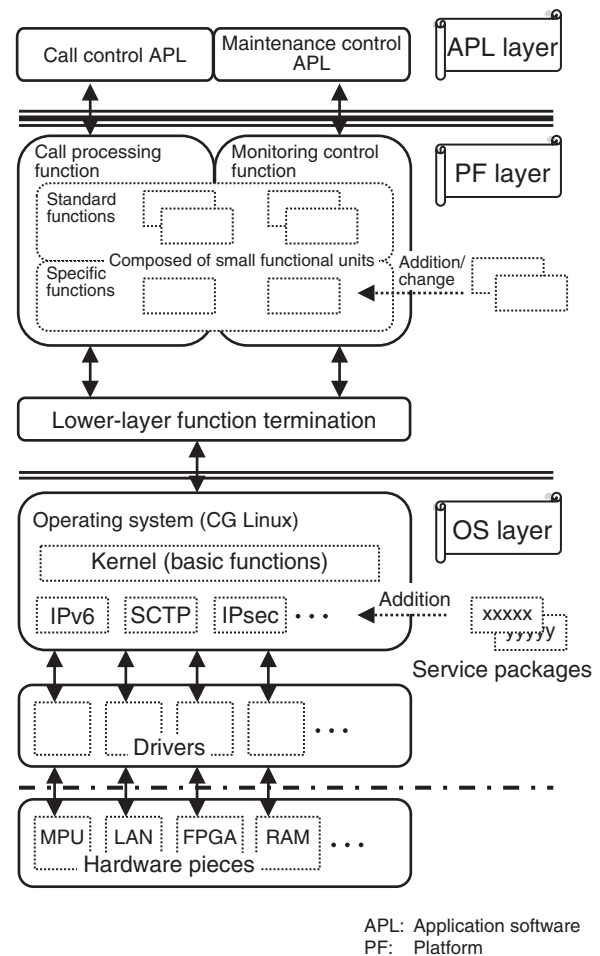 Call control APL
Maintenance control
APL
APL layer
Call processing
function
Monitoring control
function
PF layer
Standard
functions
Composed of small functional units
Specific
functions
Addition/
change
Lower-layer function termination
Operating system (CG Linux)
OS layer
Kernel (basic functions)
IPv6 SCTP IPsec ...
Addition
xxxxx
yyyyy
Service packages
...
Drivers
MPU LAN FPGA RAM ...
Hardware pieces
APL: Application software
PF: Platform